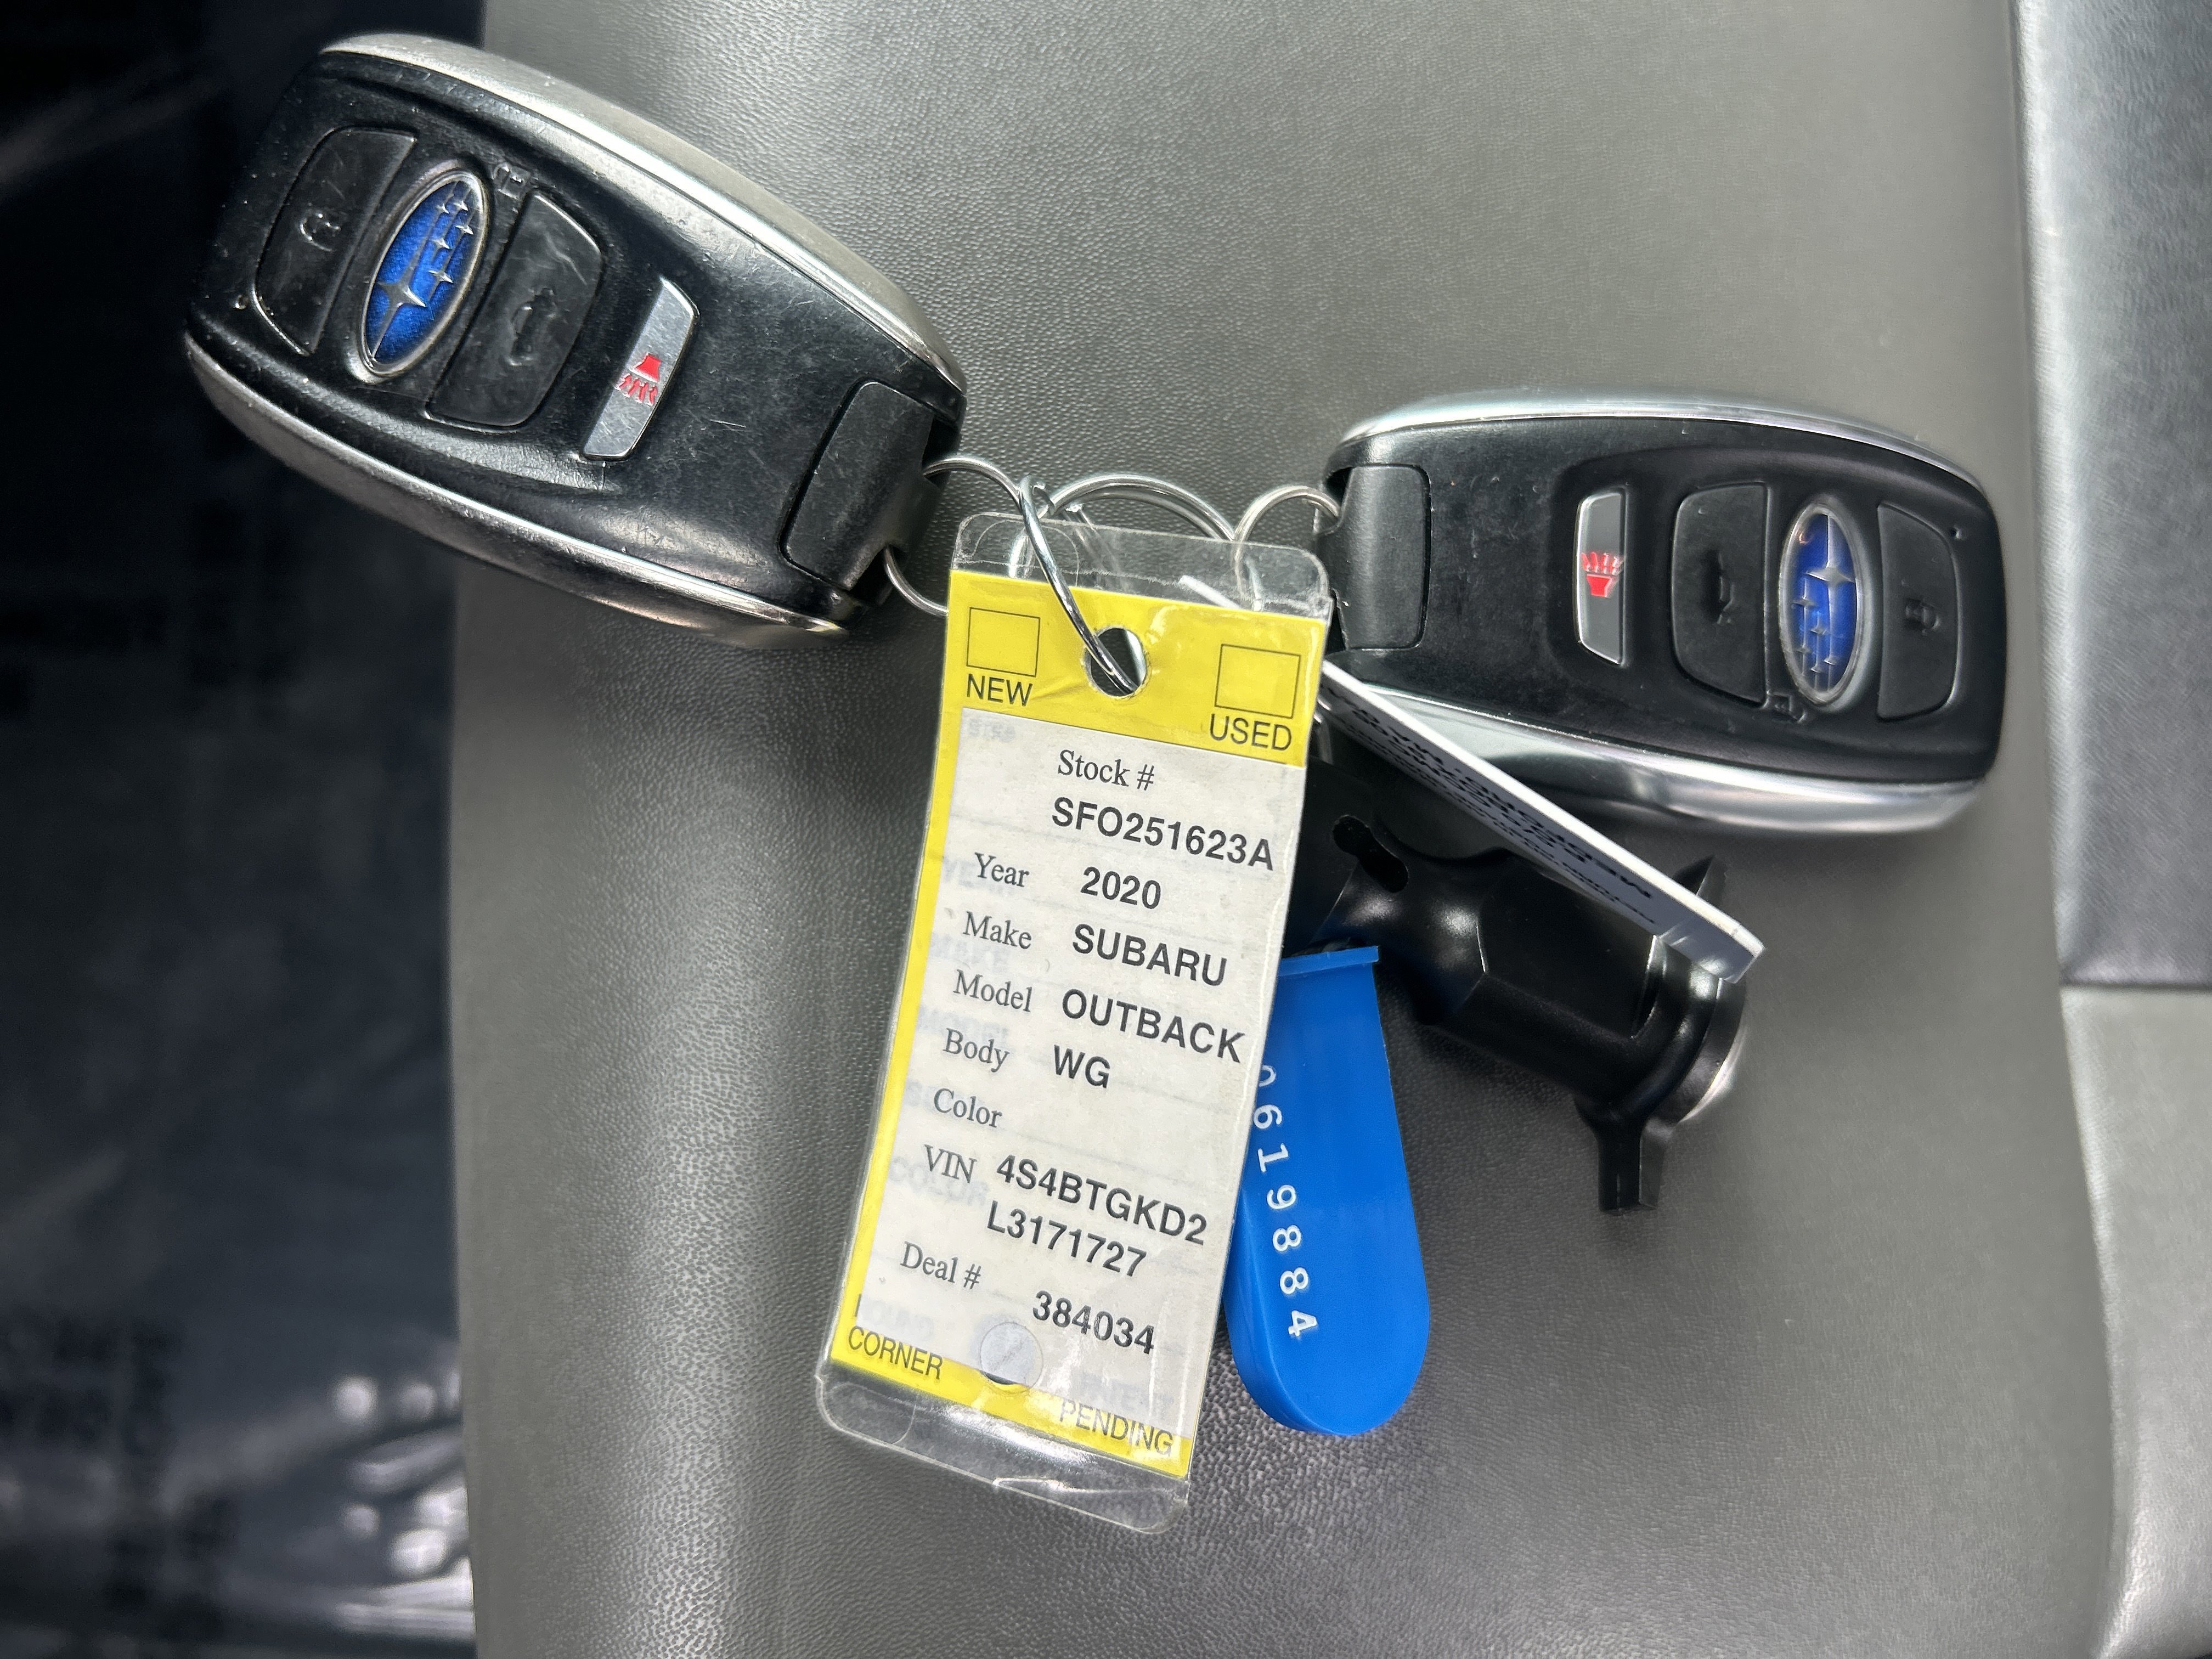 NEW
USED
Stock #
SFO251623A
Year 2020
Make SUBARU
Model OUTBACK
Body WG
Color
VIN 4S4BTGKD2
L3171727
Deal #
384034
CORNER
PENDING
0619884